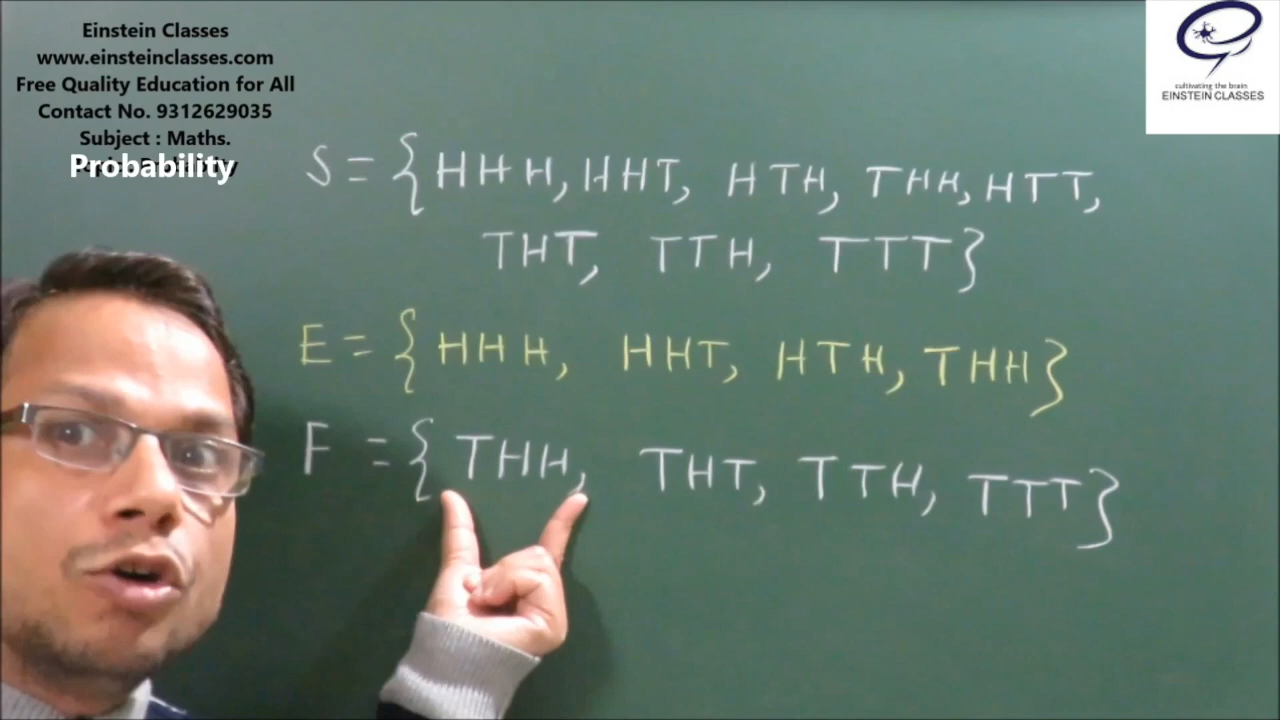 Einstein Classes
www.einsteinclasses.com
Free Quality Education for All
Contact No. 9312629035
Subject : Maths.
Probability
cultivating the brain
EINSTEIN CLASSES
S = { HHH, HHT, HTH, THH, HTT,
THT, TTH, TTT }
E = { HHH, HHT, HTH, THH }
F = { THH, THT, TTH, TTT }